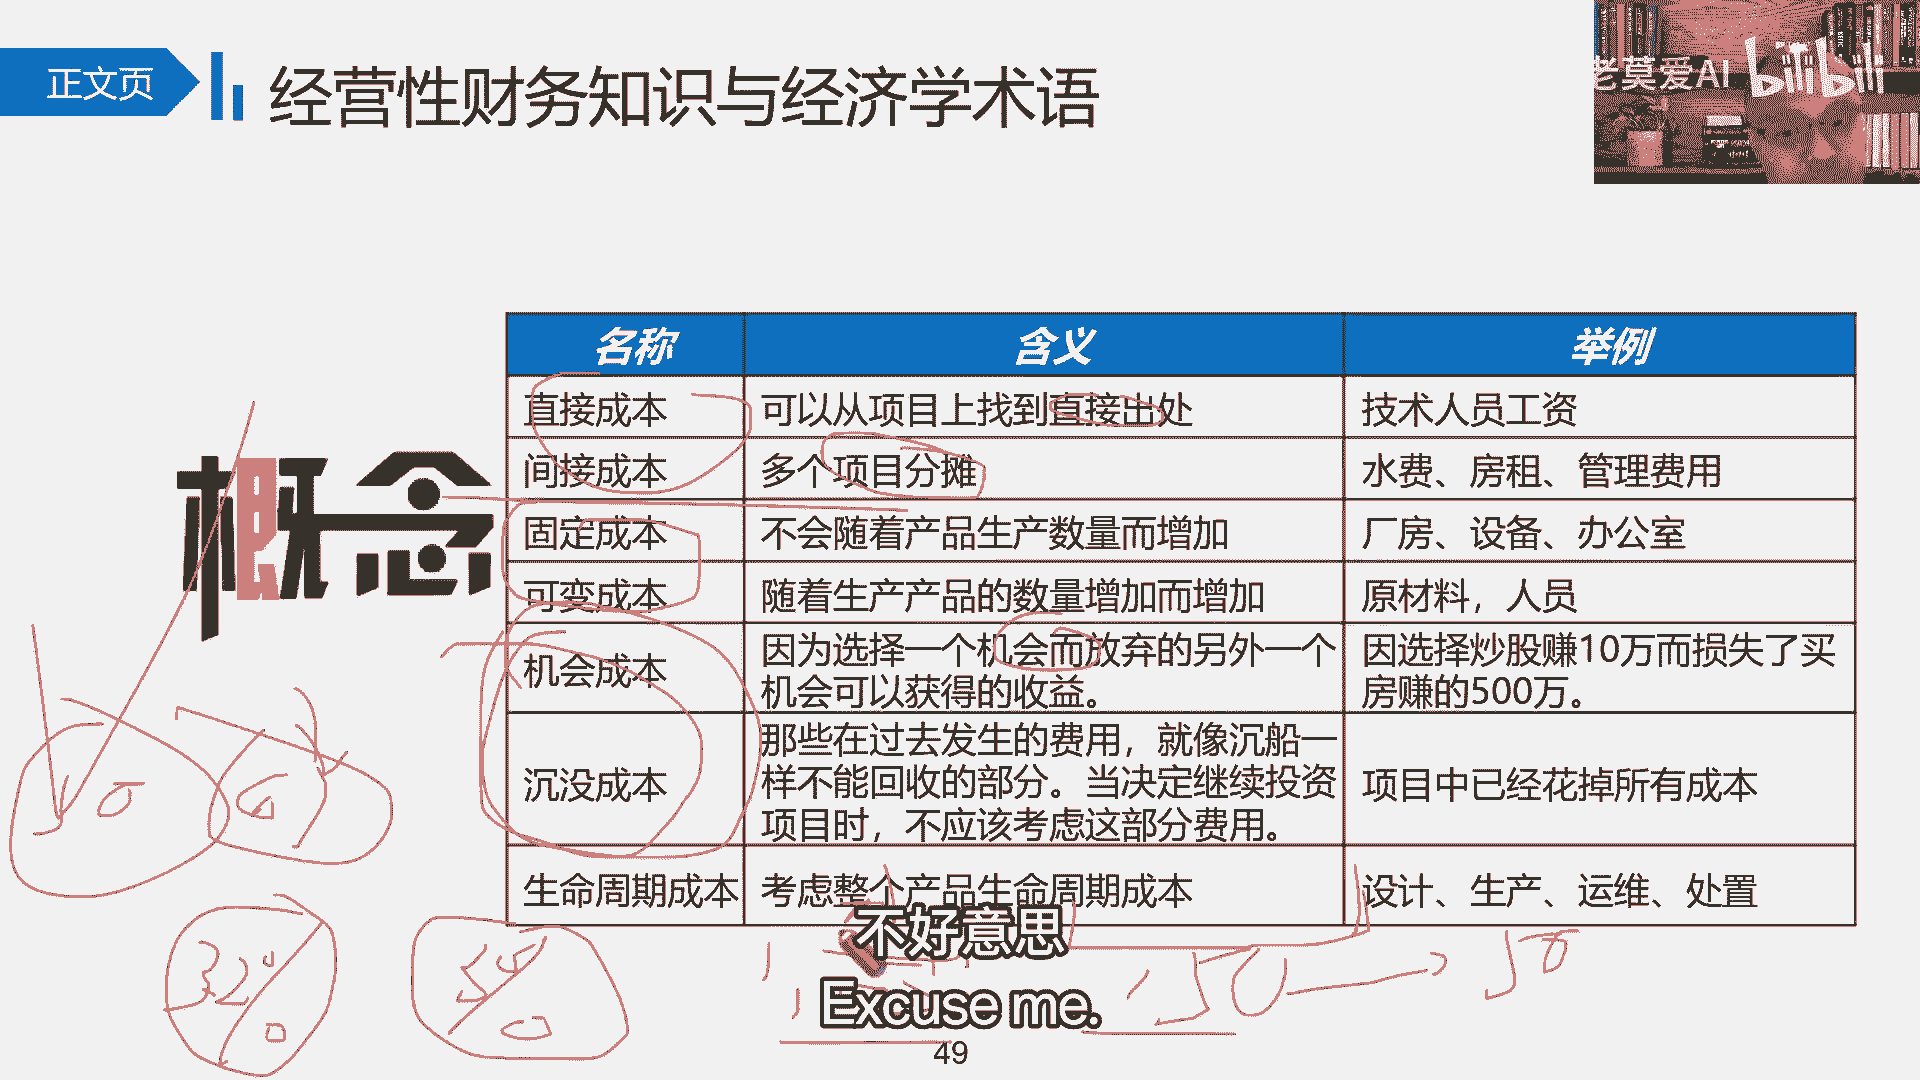 正文页
经营性财务知识与经济学术语
老莫爱AI
bilibili
概念
名称 含义 举例
直接成本 可以从项目上找到直接出处 技术人员工资
间接成本 多个项目分摊 水费、房租、管理费用
固定成本 不会随着产品生产数量而增加 厂房、设备、办公室
可变成本 随着生产产品的数量增加而增加 原材料，人员
机会成本 因为选择一个机会而放弃的另外一个
机会可以获得的收益。 因选择炒股赚10万而损失了买
房赚的500万。
沉没成本 那些在过去发生的费用，就像沉船一
样不能回收的部分。当决定继续投资
项目时，不应该考虑这部分费用。 项目中已经花掉所有成本
生命周期成本 考虑整个产品生命周期成本 设计、生产、运维、处置
不好意思
Excuse me.
50
49